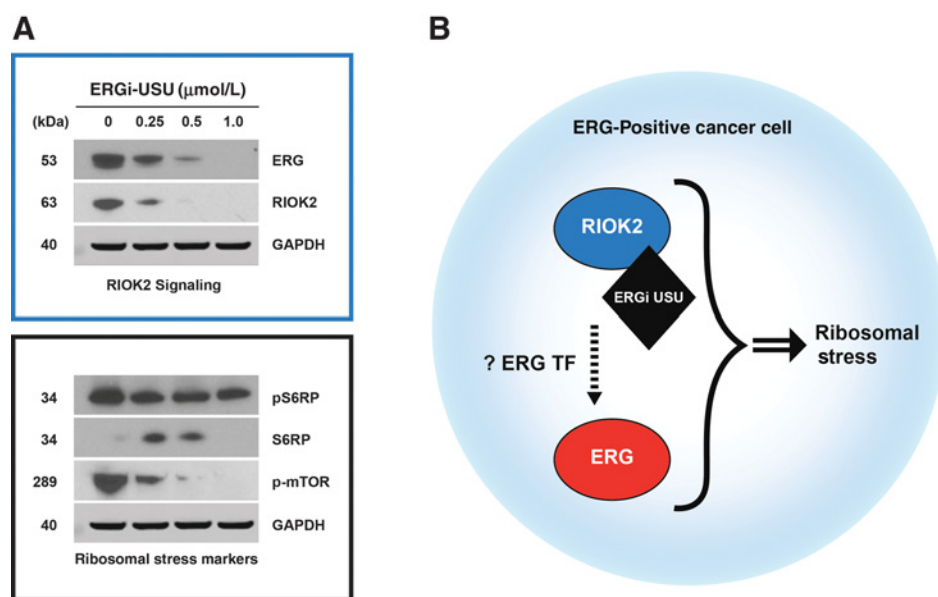 A
ERGi-USU (μmol/L)
(kDa) 0 0.25 0.5 1.0
53 ERG
63 RIOK2
40 GAPDH
RIOK2 Signaling
34 pS6RP
34 S6RP
289 p-mTOR
40 GAPDH
Ribosomal stress markers
B
ERG-Positive cancer cell
RIOK2
ERGi USU
? ERG TF
ERG
Ribosomal
stress